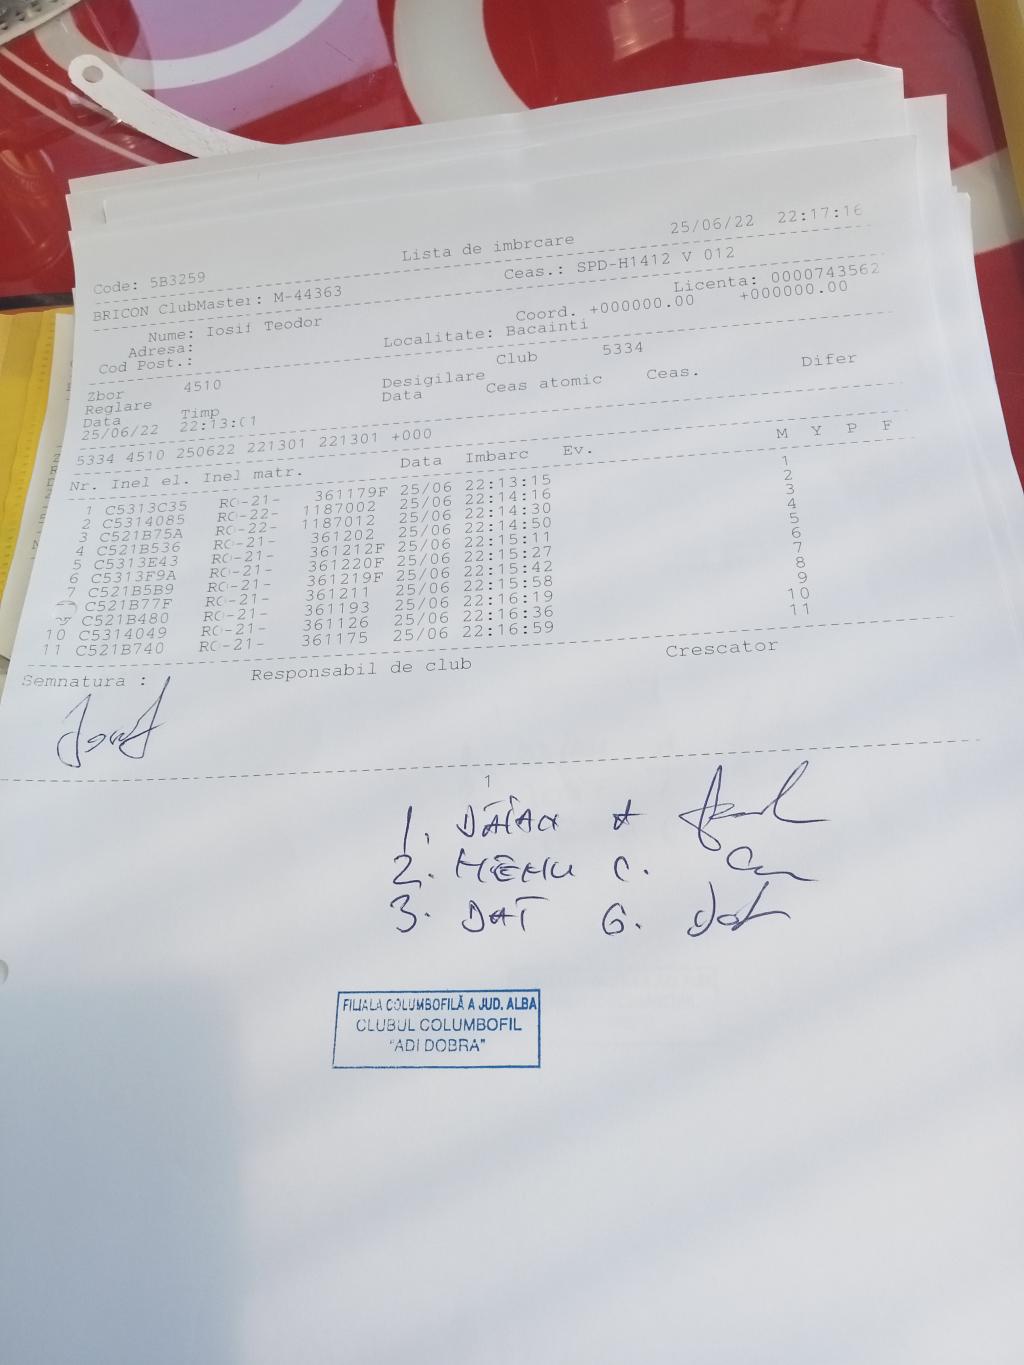 25/06/22 22:17:16
Lista de imbrcare
Code: 5B3259
Ceas.: SPD-H1412 V 012
BRICON ClubMaster: M-44363
Licenta: 0000743562
Nume: Iosif Teodor
Coord. +000000.00 +000000.00
Adresa:
Localitate: Bacainti
Cod Post.:
Club 5334
Zbor 4510
Desigilare
Reglare
Data Ceas atomic Ceas. Difer
Data Timp
25/06/22 22:13:01
5334 4510 250622 221301 221301 +000
Nr. Inel el. Inel matr. Data Imbarc Ev. M Y P F
1 C5313C35 RO-21- 361179F 25/06 22:13:15 1
2 C5314085 RO-22- 1187002 25/06 22:14:16 2
3 C521B75A RO-22- 1187012 25/06 22:14:30 3
4 C521B536 RO-21- 361202 25/06 22:14:50 4
5 C5313E43 RO-21- 361212F 25/06 22:15:11 5
6 C5313F9A RO-21- 361220F 25/06 22:15:27 6
7 C521B5B9 RO-21- 361219F 25/06 22:15:42 7
C521B77F RO-21- 361211 25/06 22:15:58 8
C521B480 RO-21- 361193 25/06 22:16:19 9
10 C5314049 RO-21- 361126 25/06 22:16:36 10
11 C521B740 RO-21- 361175 25/06 22:16:59 11
Semnatura : Responsabil de club Crescator
1
1.
2. C.
3. DAT G.
FILIALA COLUMBOFILĂ A JUD. ALBA
CLUBUL COLUMBOFIL
"ADI DOBRA"